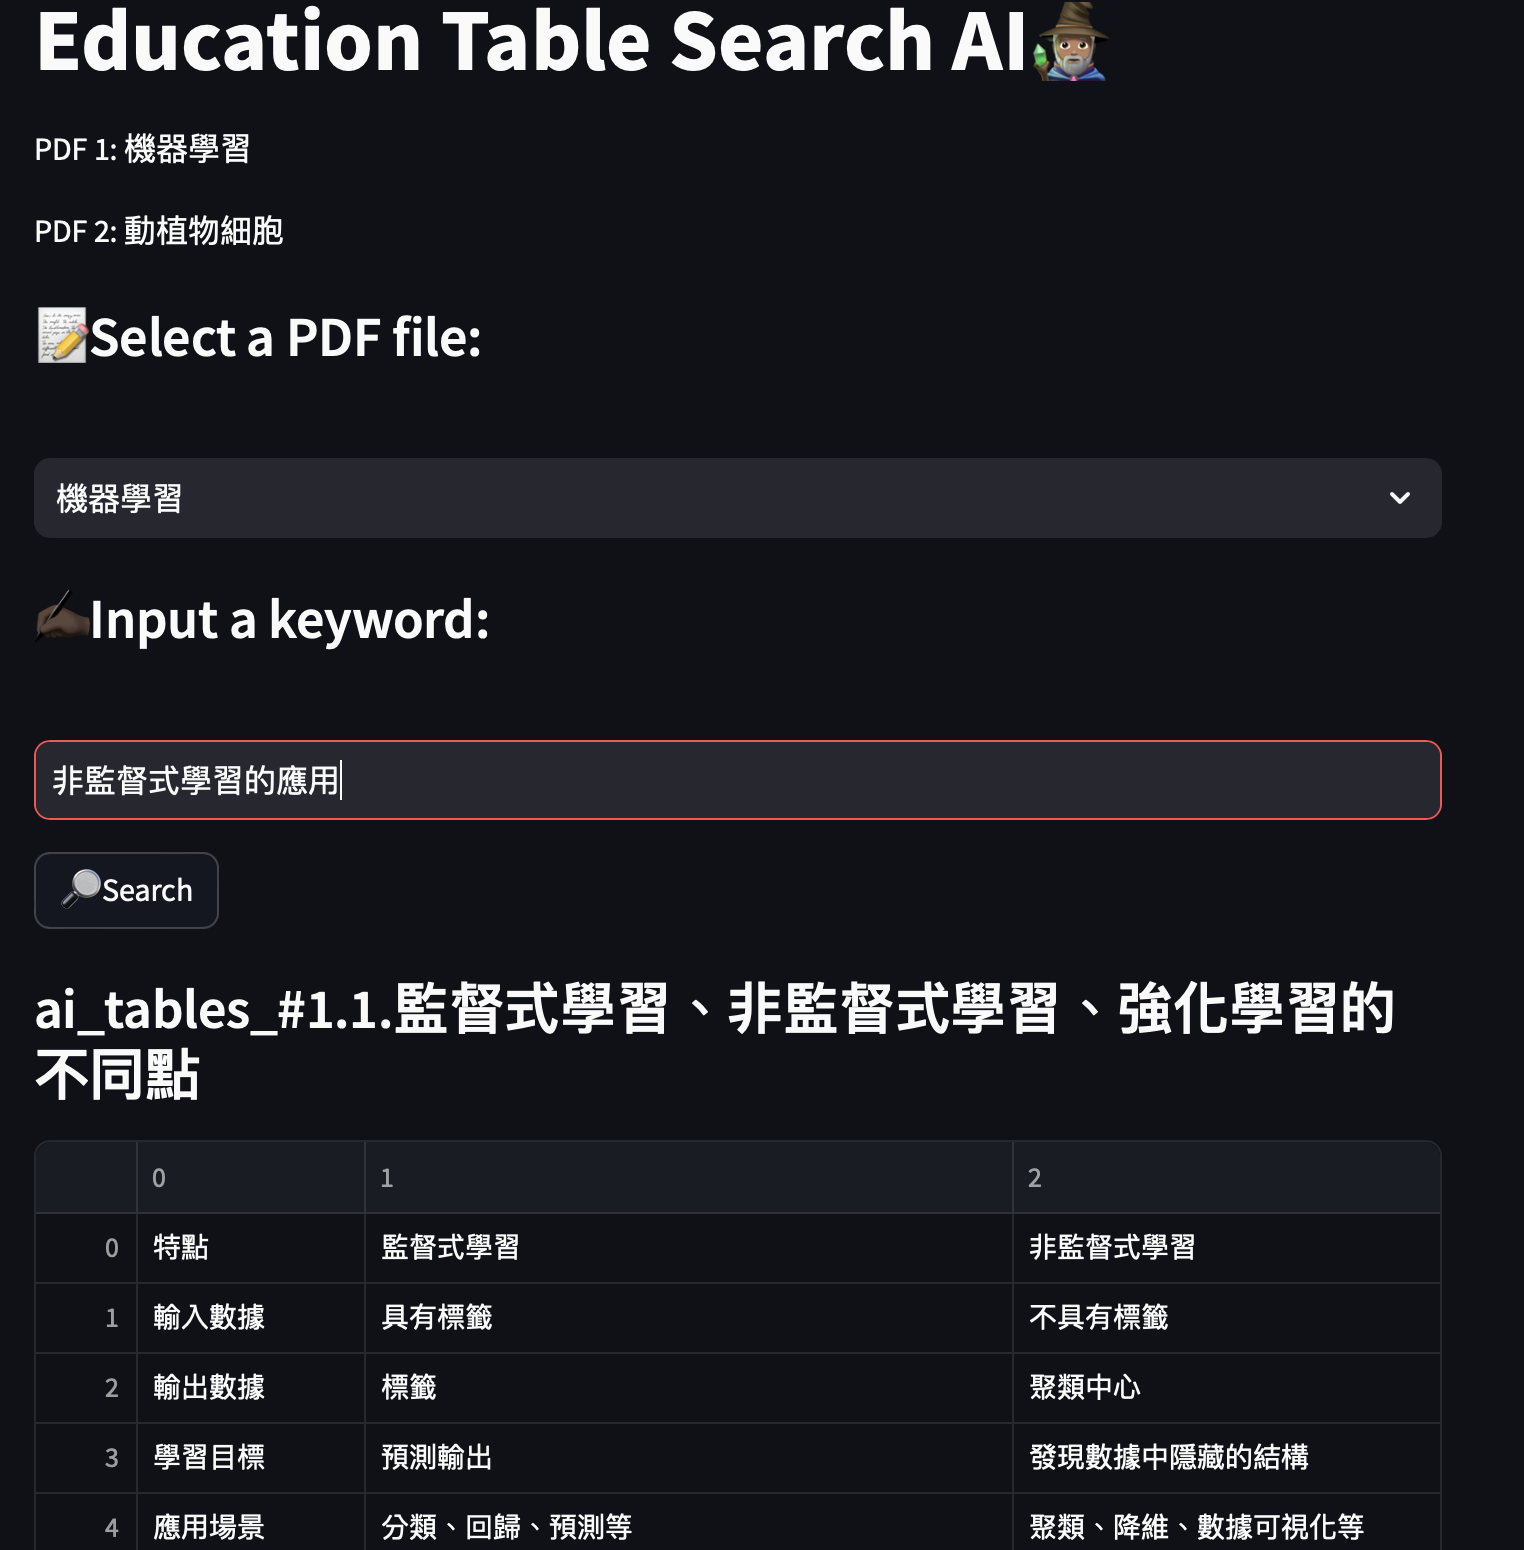 Education Table Search AI
PDF 1: 機器學習
PDF 2: 動植物細胞
Select a PDF file:
機器學習
Input a keyword:
非監督式學習的應用
Search
ai_tables_#1.1.監督式學習、非監督式學習、強化學習的
不同點
0 1 2
0 特點 監督式學習 非監督式學習
1 輸入數據 具有標籤 不具有標籤
2 輸出數據 標籤 聚類中心
3 學習目標 預測輸出 發現數據中隱藏的結構
4 應用場景 分類、回歸、預測等 聚類、降維、數據可視化等